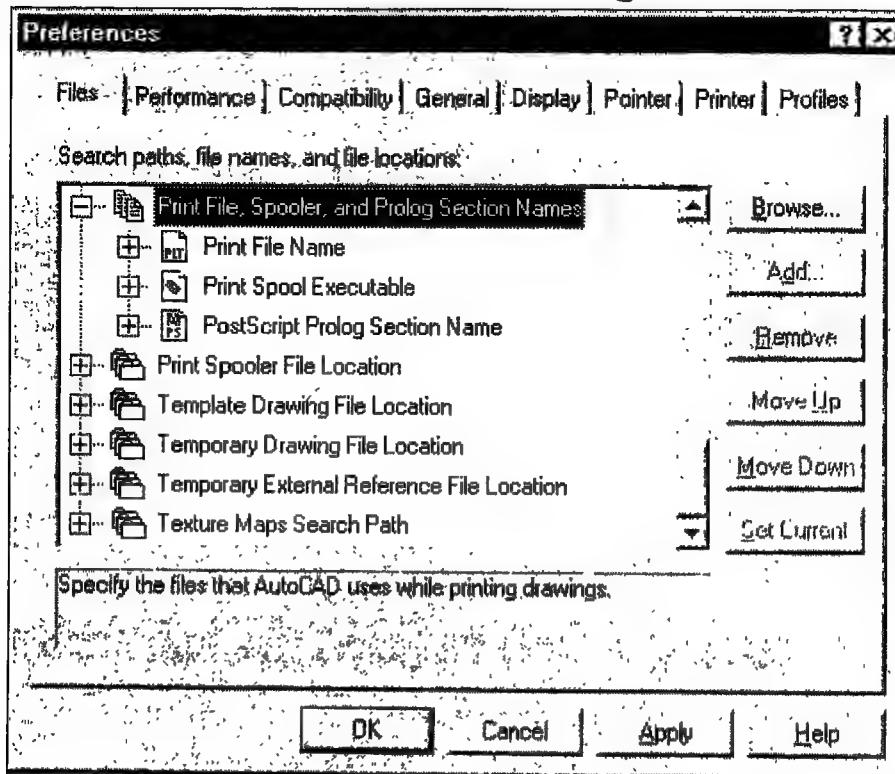 Preferences
Files Performance Compatibility General Display Pointer Printer Profiles
Search paths, file names, and file locations:
Print File, Spooler, and Prolog Section Names
Print File Name
Print Spool Executable
PostScript Prolog Section Name
Print Spooler File Location
Template Drawing File Location
Temporary Drawing File Location
Temporary External Reference File Location
Texture Maps Search Path
Browse...
Add...
Remove
Move Up
Move Down
Set Current
Specify the files that AutoCAD uses while printing drawings.
OK Cancel Apply Help